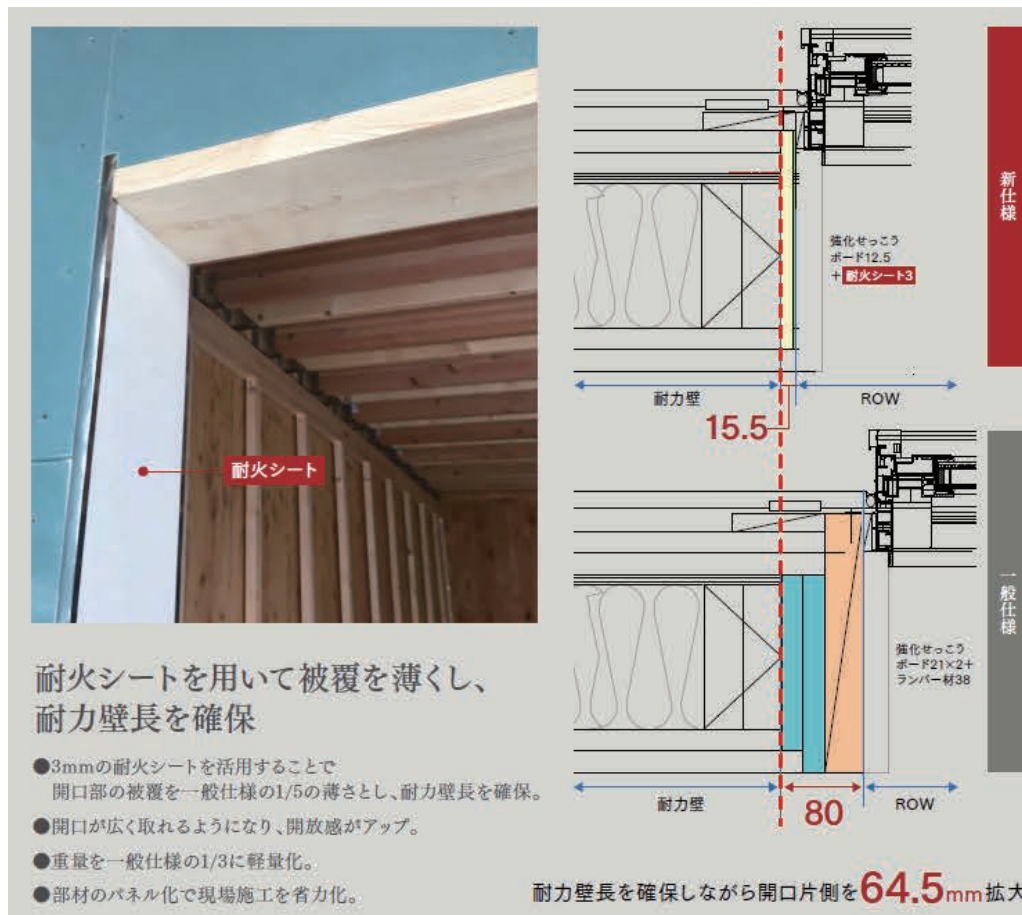 耐火シート
耐火シートを用いて被覆を薄くし、
耐力壁長を確保
●3mmの耐火シートを活用することで
開口部の被覆を一般仕様の1/5の薄さとし、耐力壁長を確保。
●開口が広く取れるようになり、開放感がアップ。
●重量を一般仕様の1/3に軽量化。
●部材のパネル化で現場施工を省力化。
新仕様
強化せっこう
ボード12.5
+耐火シート3
耐力壁
15.5
ROW
一般仕様
強化せっこう
ボード21×2+
ランバー材38
耐力壁
80
ROW
耐力壁長を確保しながら開口片側を64.5mm拡大